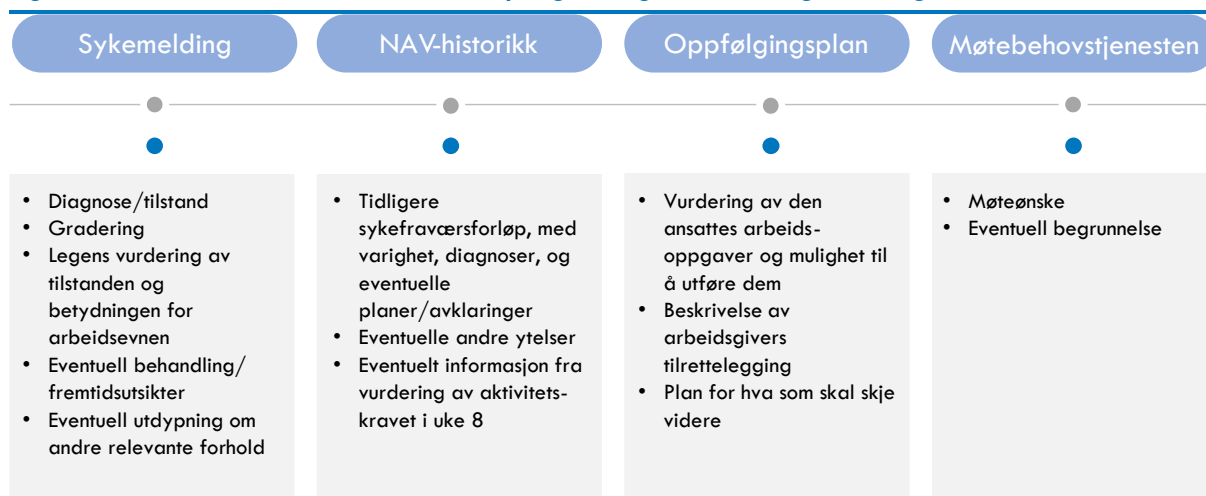 Sykemelding
NAV-historikk
Oppfølgingsplan
Møtebehovstjenesten
• Diagnose/tilstand
• Gradering
• Legens vurdering av
tilstanden og
betydningen for
arbeidsevnen
• Eventuell behandling/
fremtidsutsikter
• Eventuell utdypning om
andre relevante forhold
• Tidligere
sykefraværsforløp, med
varighet, diagnoser, og
eventuelle
planer/avklaringer
• Eventuelle andre ytelser
• Eventuelt informasjon fra
vurdering av aktivitets-
kravet i uke 8
• Vurdering av den
ansattes arbeids-
oppgaver og mulighet til
å utføre dem
• Beskrivelse av
arbeidsgivers
tilrettelegging
• Plan for hva som skal skje
videre
• Møteønske
• Eventuell begrunnelse